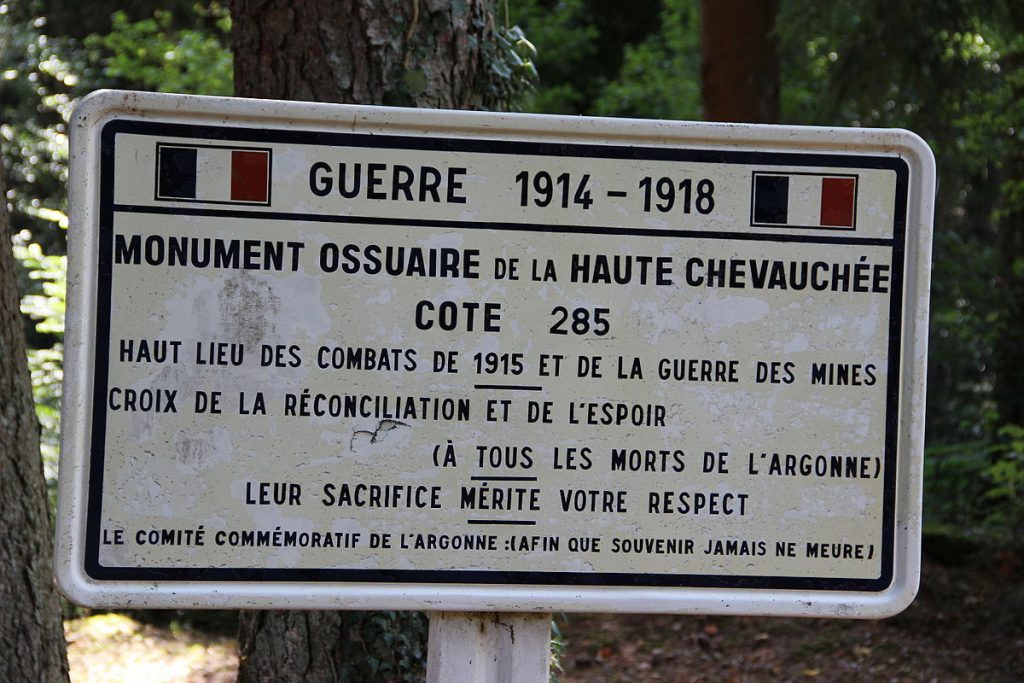 GUERRE 1914 - 1918
MONUMENT OSSUAIRE DE LA HAUTE CHEVAUCHÉE
COTE 285
HAUT LIEU DES COMBATS DE 1915 ET DE LA GUERRE DES MINES
CROIX DE LA RÉCONCILIATION ET DE L'ESPOIR
(À TOUS LES MORTS DE L'ARGONNE)
LEUR SACRIFICE MÉRITE VOTRE RESPECT
LE COMITÉ COMMÉMORATIF DE L'ARGONNE :(AFIN QUE SOUVENIR JAMAIS NE MEURE)